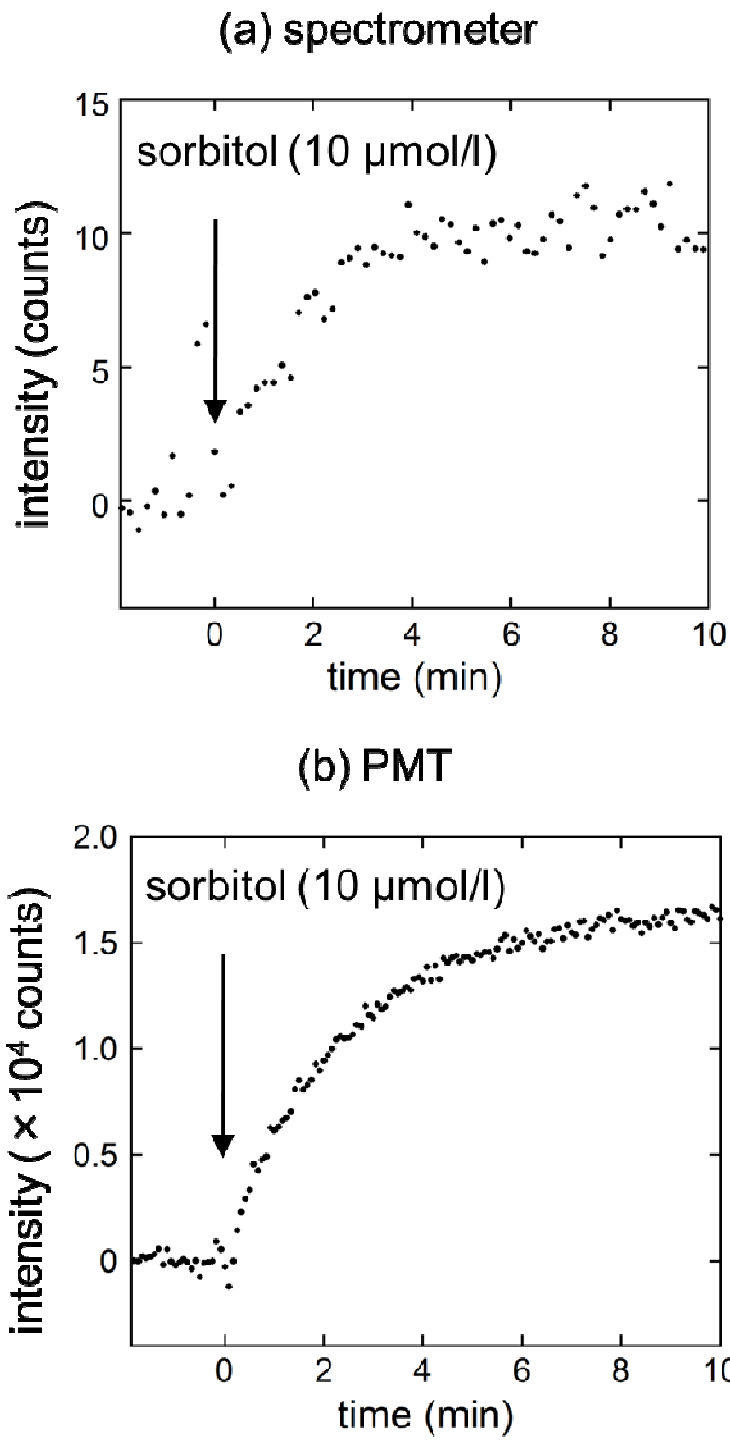 (a) spectrometer
15
sorbitol (10 μmol/l)
10
5
0
intensity (counts)
0 2 4 6 8 10
time (min)
(b) PMT
2.0
sorbitol (10 μmol/l)
1.5
1.0
0.5
0
intensity (× 10⁴ counts)
0 2 4 6 8 10
time (min)